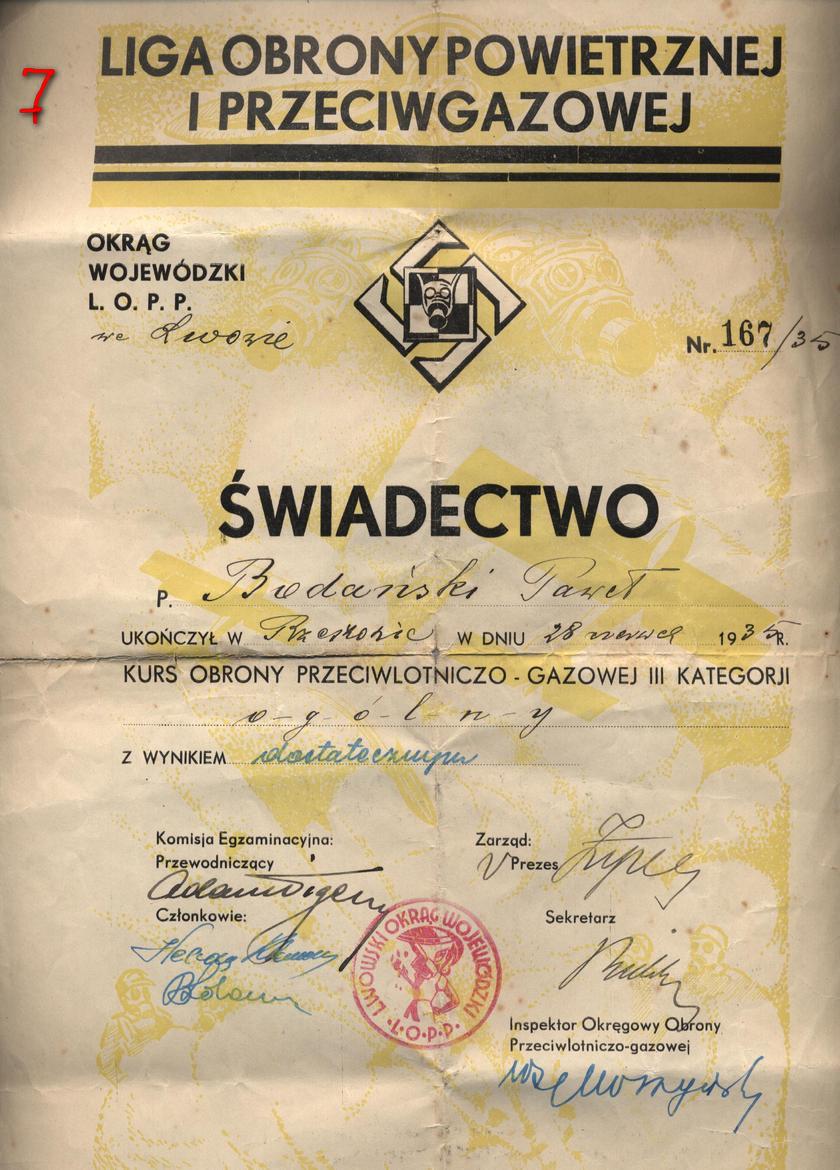 7
LIGA OBRONY POWIETRZNEJ
I PRZECIWGAZOWEJ
OKRĄG
WOJEWÓDZKI
L. O. P. P.
we Lwowie
Nr. 167/35
ŚWIADECTWO
P. Bodański Paweł
UKOŃCZYŁ W Rzeszowie W DNIU 28 czerwca 1935R.
KURS OBRONY PRZECIWLOTNICZO - GAZOWEJ III KATEGORJI
o-g-ó-l-n-y
Z WYNIKIEM dostatecznym
Komisja Egzaminacyjna:
Przewodniczący
Członkowie:
Zarząd:
V Prezes
Sekretarz
LWOWSKI OKRĄG WOJEWÓDZKI
L.O.P.P.
Inspektor Okręgowy Obrony
Przeciwlotniczo-gazowej